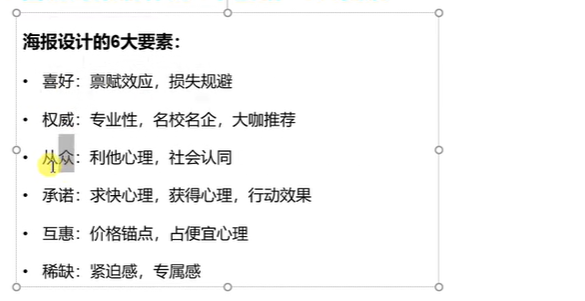 海报设计的6大要素：
• 喜好：禀赋效应，损失规避
• 权威：专业性，名校名企，大咖推荐
• 从众：利他心理，社会认同
• 承诺：求快心理，获得心理，行动效果
• 互惠：价格锚点，占便宜心理
• 稀缺：紧迫感，专属感